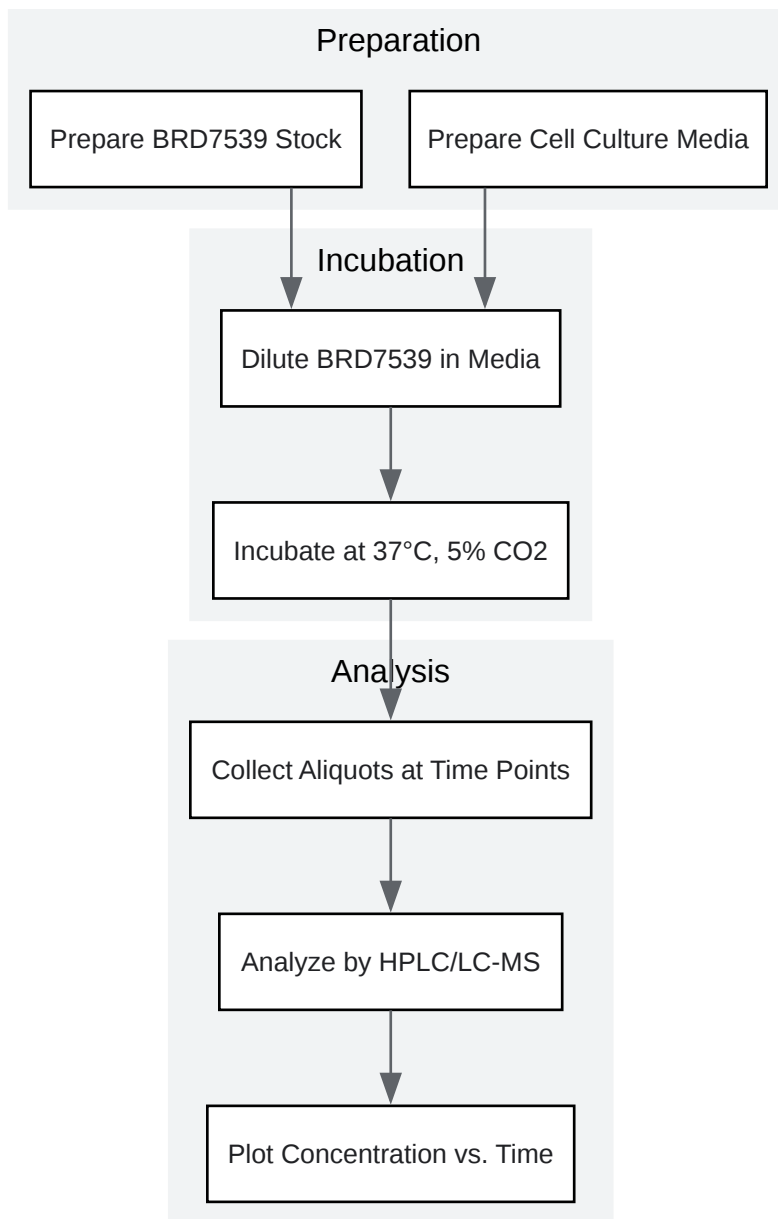 Preparation
Prepare BRD7539 Stock
Prepare Cell Culture Media
Incubation
Dilute BRD7539 in Media
Incubate at 37°C, 5% CO2
Analysis
Collect Aliquots at Time Points
Analyze by HPLC/LC-MS
Plot Concentration vs. Time